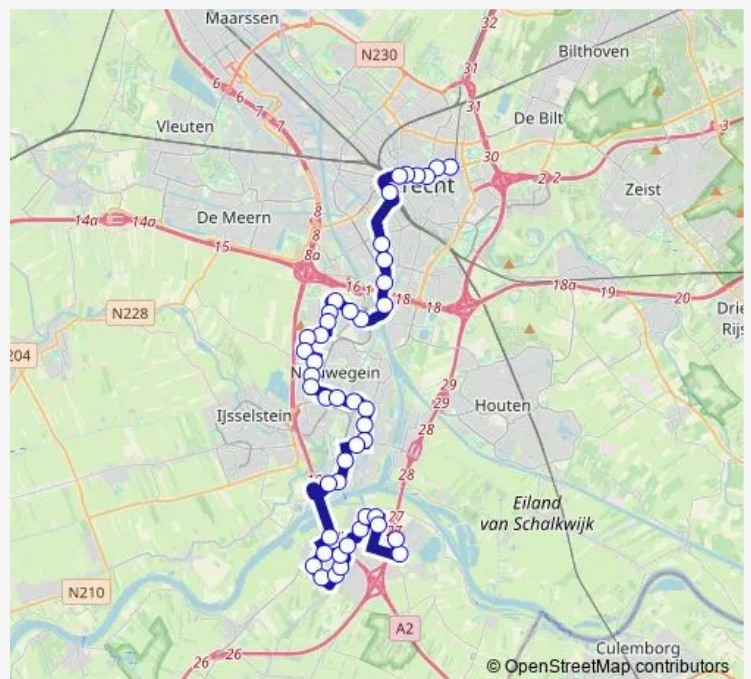 Maarssen
32
N230
Bilthoven
31
6 6 7 7
31
De Bilt
Vleuten
3
30
2 2
recht
Zeist
14a 14a
De Meern
8
15
8
8a
16
18 18
18a 19
20
N228
Drie
Rijs
204
Nieuwegein
29
29
Houten
IJsselstein
28
28
Eiland
van Schalkwijk
27
27
N210
A2
26 26
Culemborg
© OpenStreetMap contributors